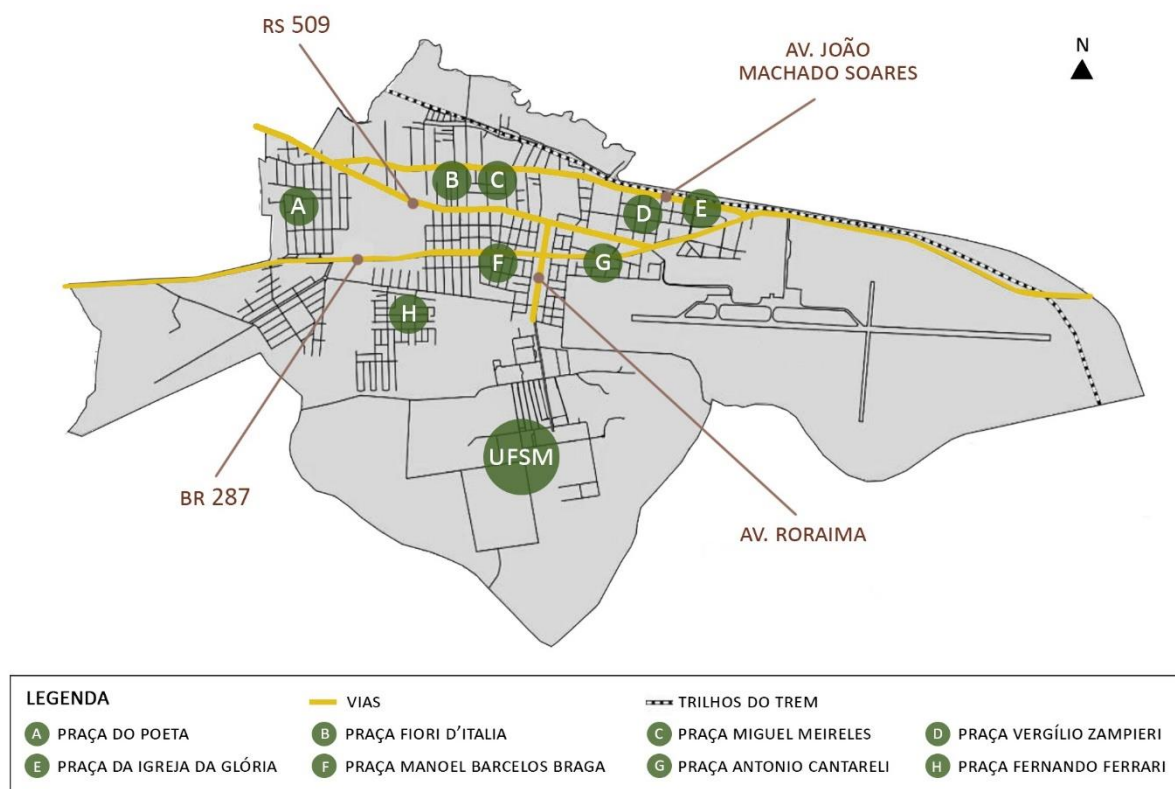 RS 509
AV. JOÃO
MACHADO SOARES
N
B
C
A
D
E
F
G
H
UFSM
BR 287
AV. RORAIMA
LEGENDA
VIAS
TRILHOS DO TREM
A PRAÇA DO POETA
B PRAÇA FIORI D'ITALIA
C PRAÇA MIGUEL MEIRELES
D PRAÇA VERGÍLIO ZAMPIERI
E PRAÇA DA IGREJA DA GLÓRIA
F PRAÇA MANOEL BARCELOS BRAGA
G PRAÇA ANTONIO CANTARELI
H PRAÇA FERNANDO FERRARI